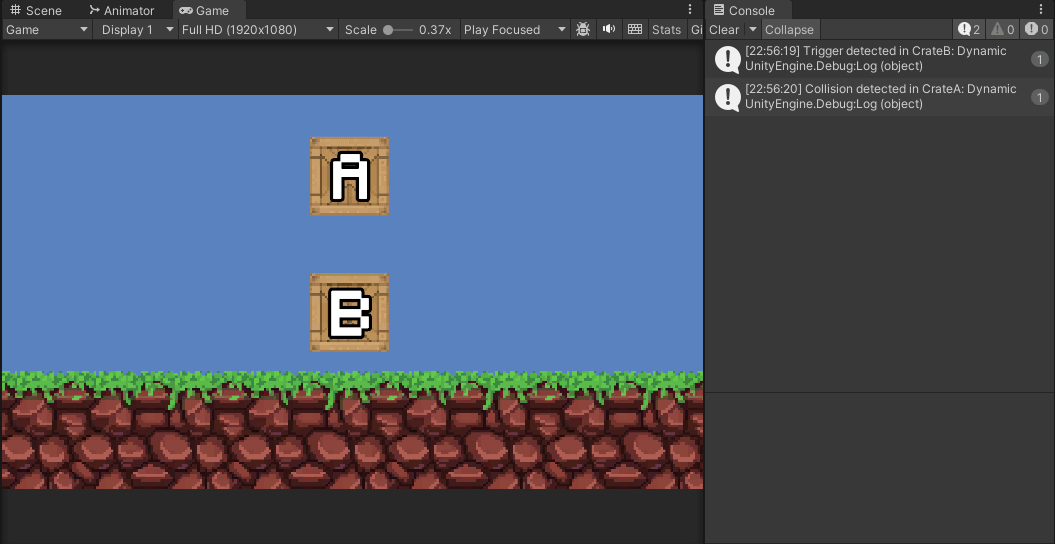 Scene Animator Game
Game Display 1 Full HD (1920x1080) Scale 0.37x Play Focused Stats Gi
A
B
Console
Clear Collapse 2 0 0
[22:56:19] Trigger detected in CrateB: Dynamic
UnityEngine.Debug:Log (object)
1
[22:56:20] Collision detected in CrateA: Dynamic
UnityEngine.Debug:Log (object)
1